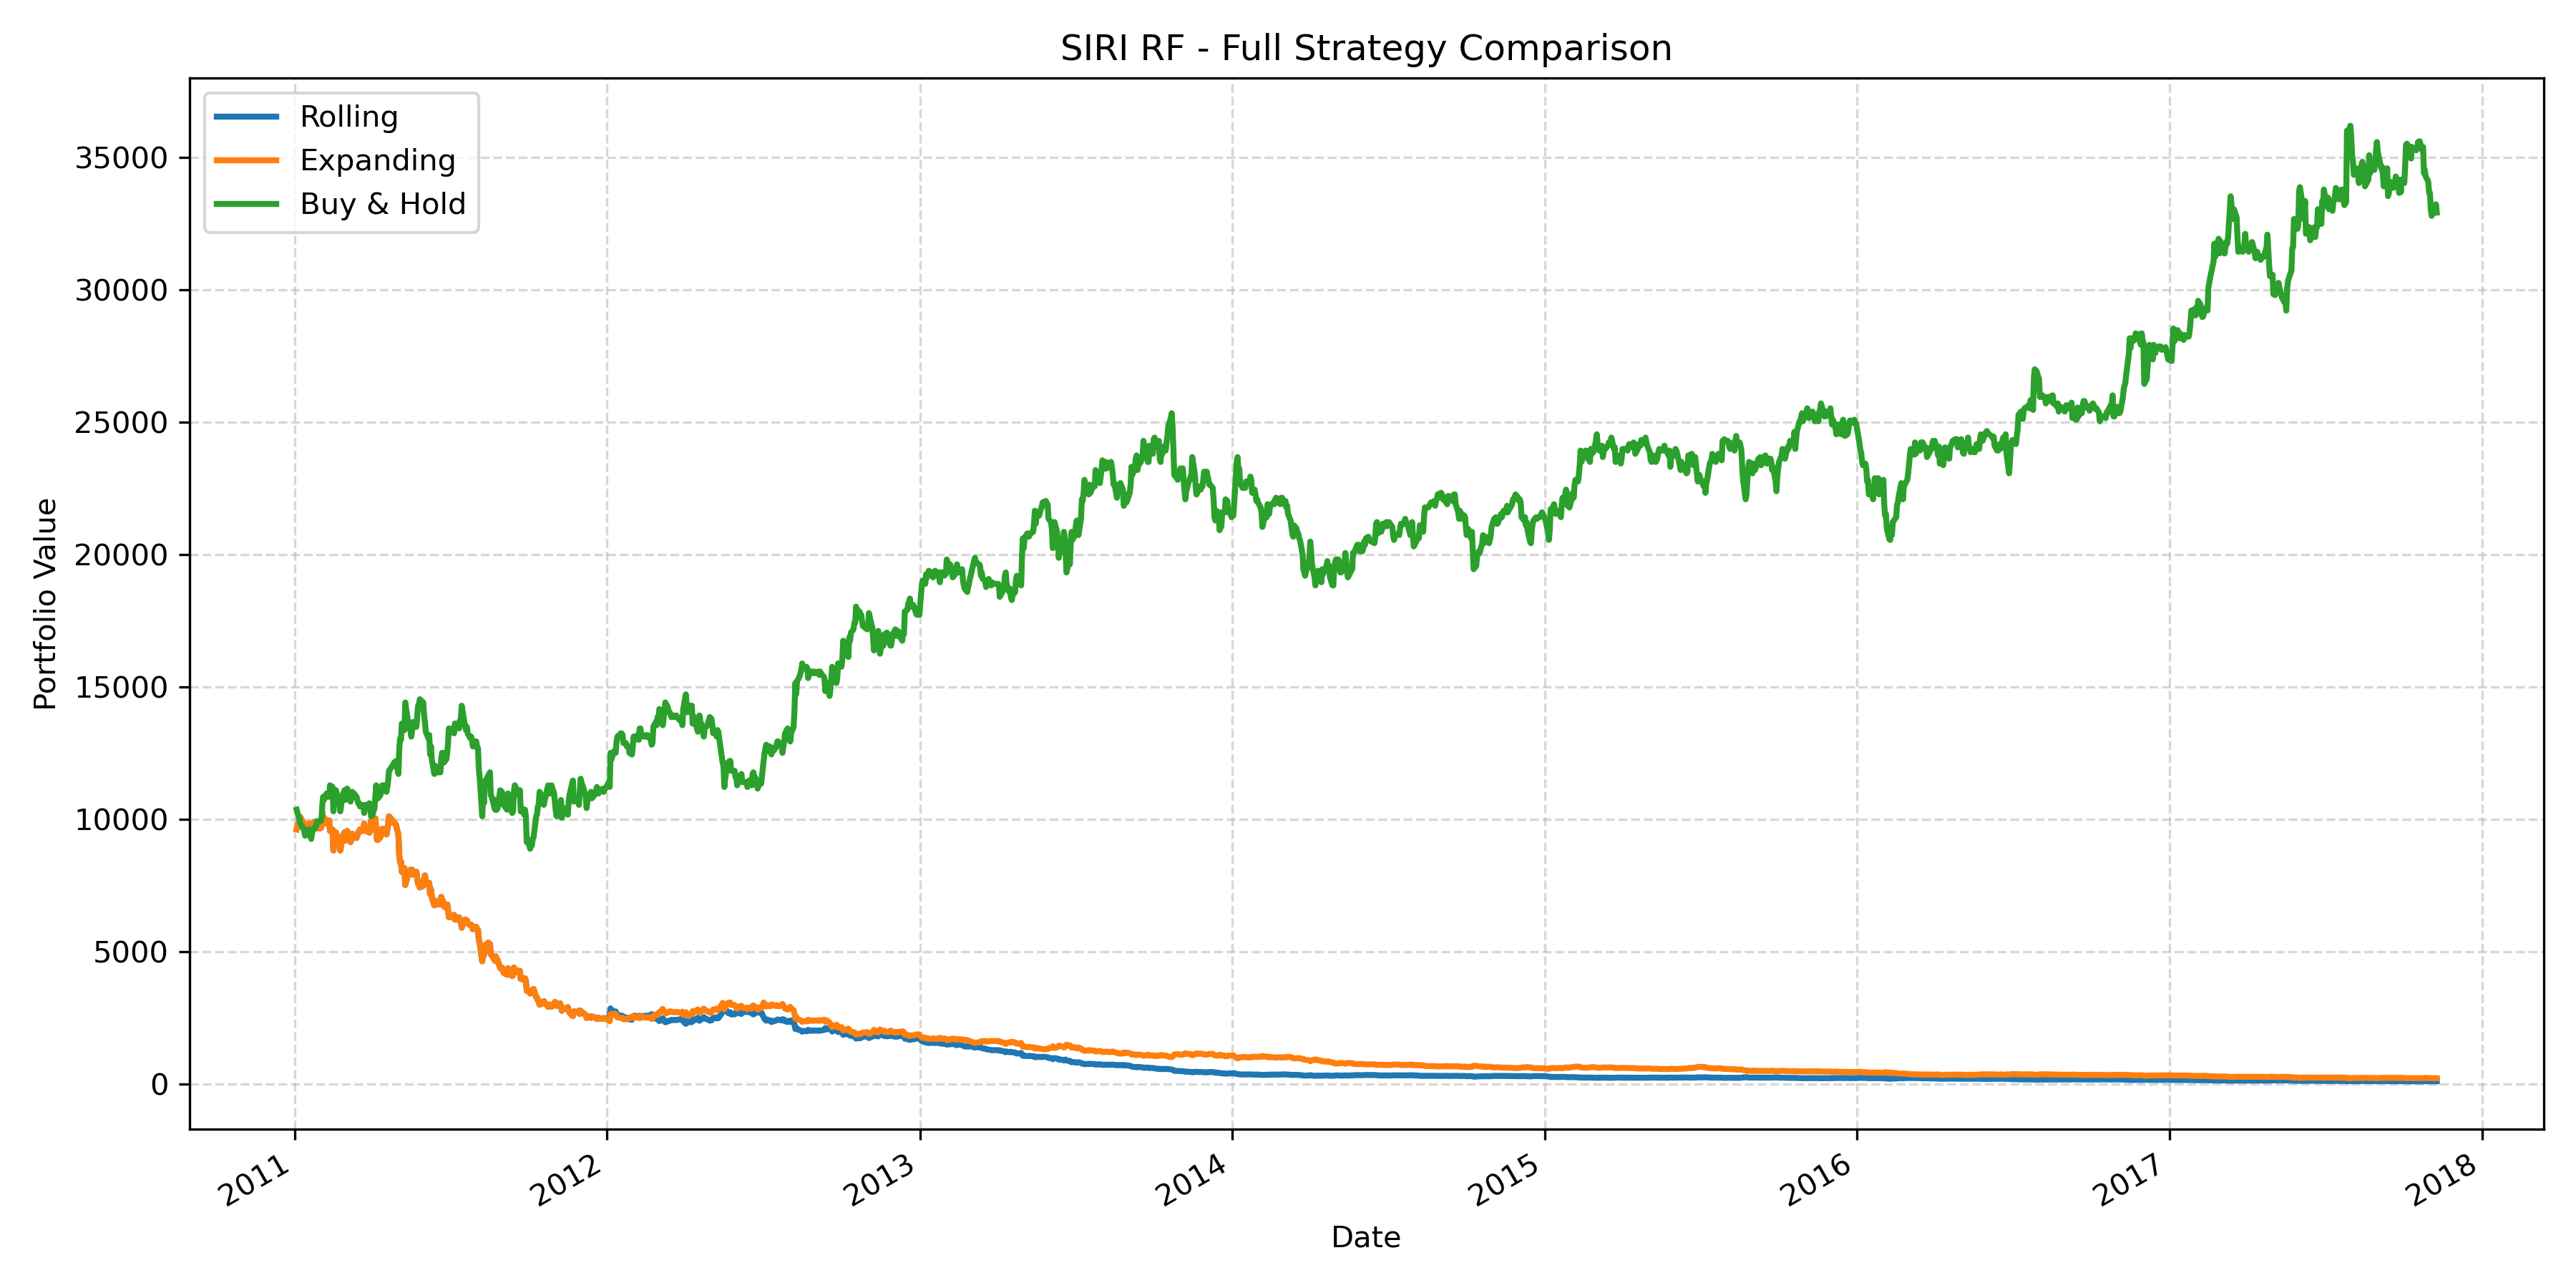 SIRI RF - Full Strategy Comparison
Rolling
Expanding
Buy & Hold
Portfolio Value
35000
30000
25000
20000
15000
10000
5000
0
2011
2012
2013
2014
2015
2016
2017
2018
Date